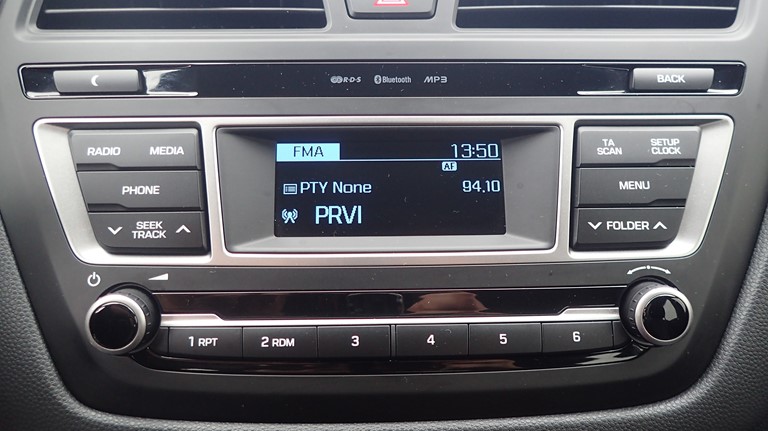 R·D·S Bluetooth MP3
BACK
RADIO MEDIA
PHONE
SEEK
TRACK
FMA 13:50
AF
PTY None 94.10
PRVI
TA
SCAN
SETUP
CLOCK
MENU
FOLDER
1 RPT 2 RDM 3 4 5 6